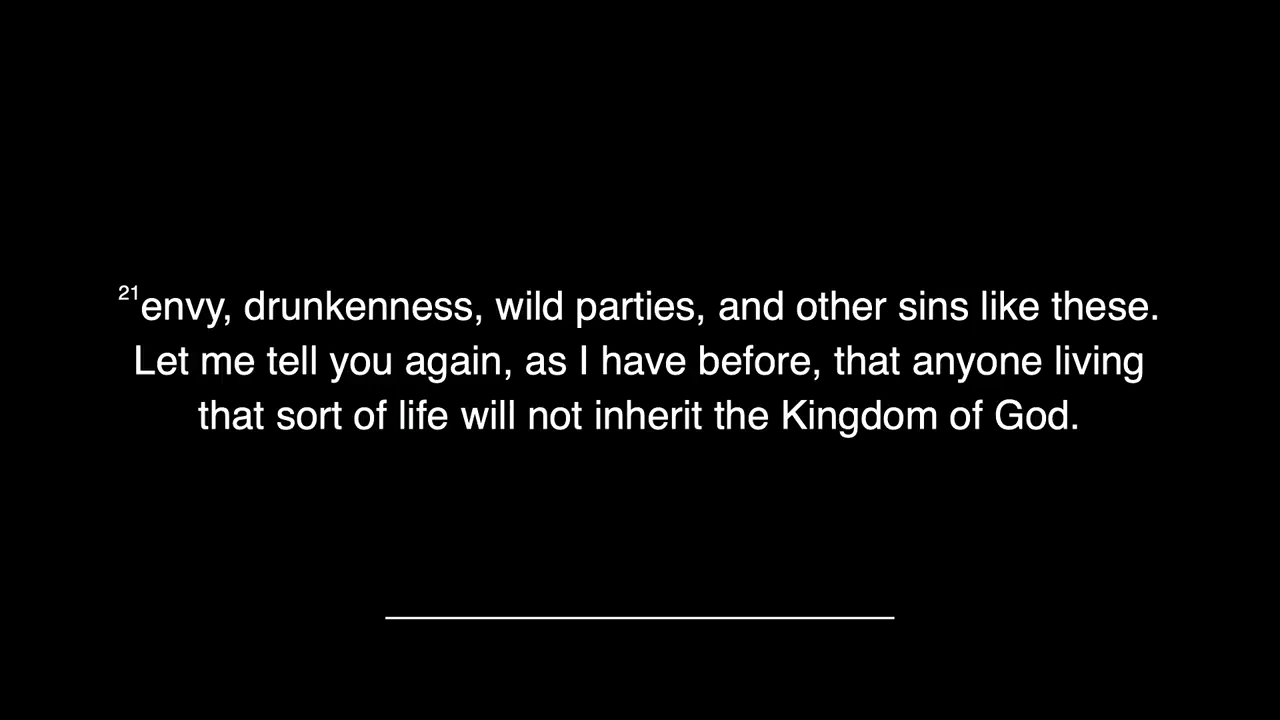 21envy, drunkenness, wild parties, and other sins like these.
Let me tell you again, as I have before, that anyone living
that sort of life will not inherit the Kingdom of God.